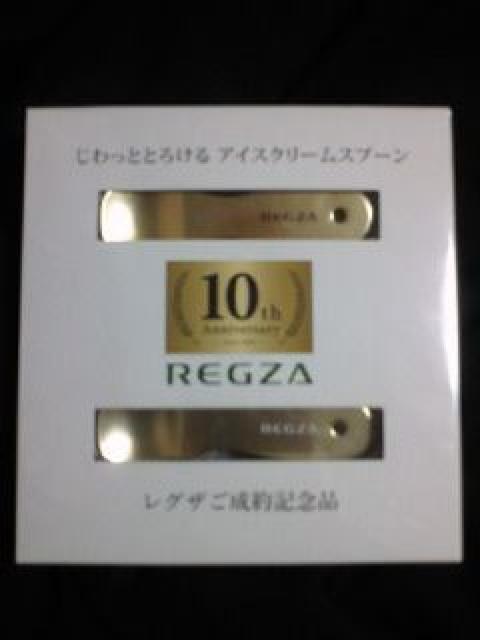 じわっととろける アイスクリームスプーン
REGZA
10th
Anniversary
REGZA
REGZA
レグザご成約記念品